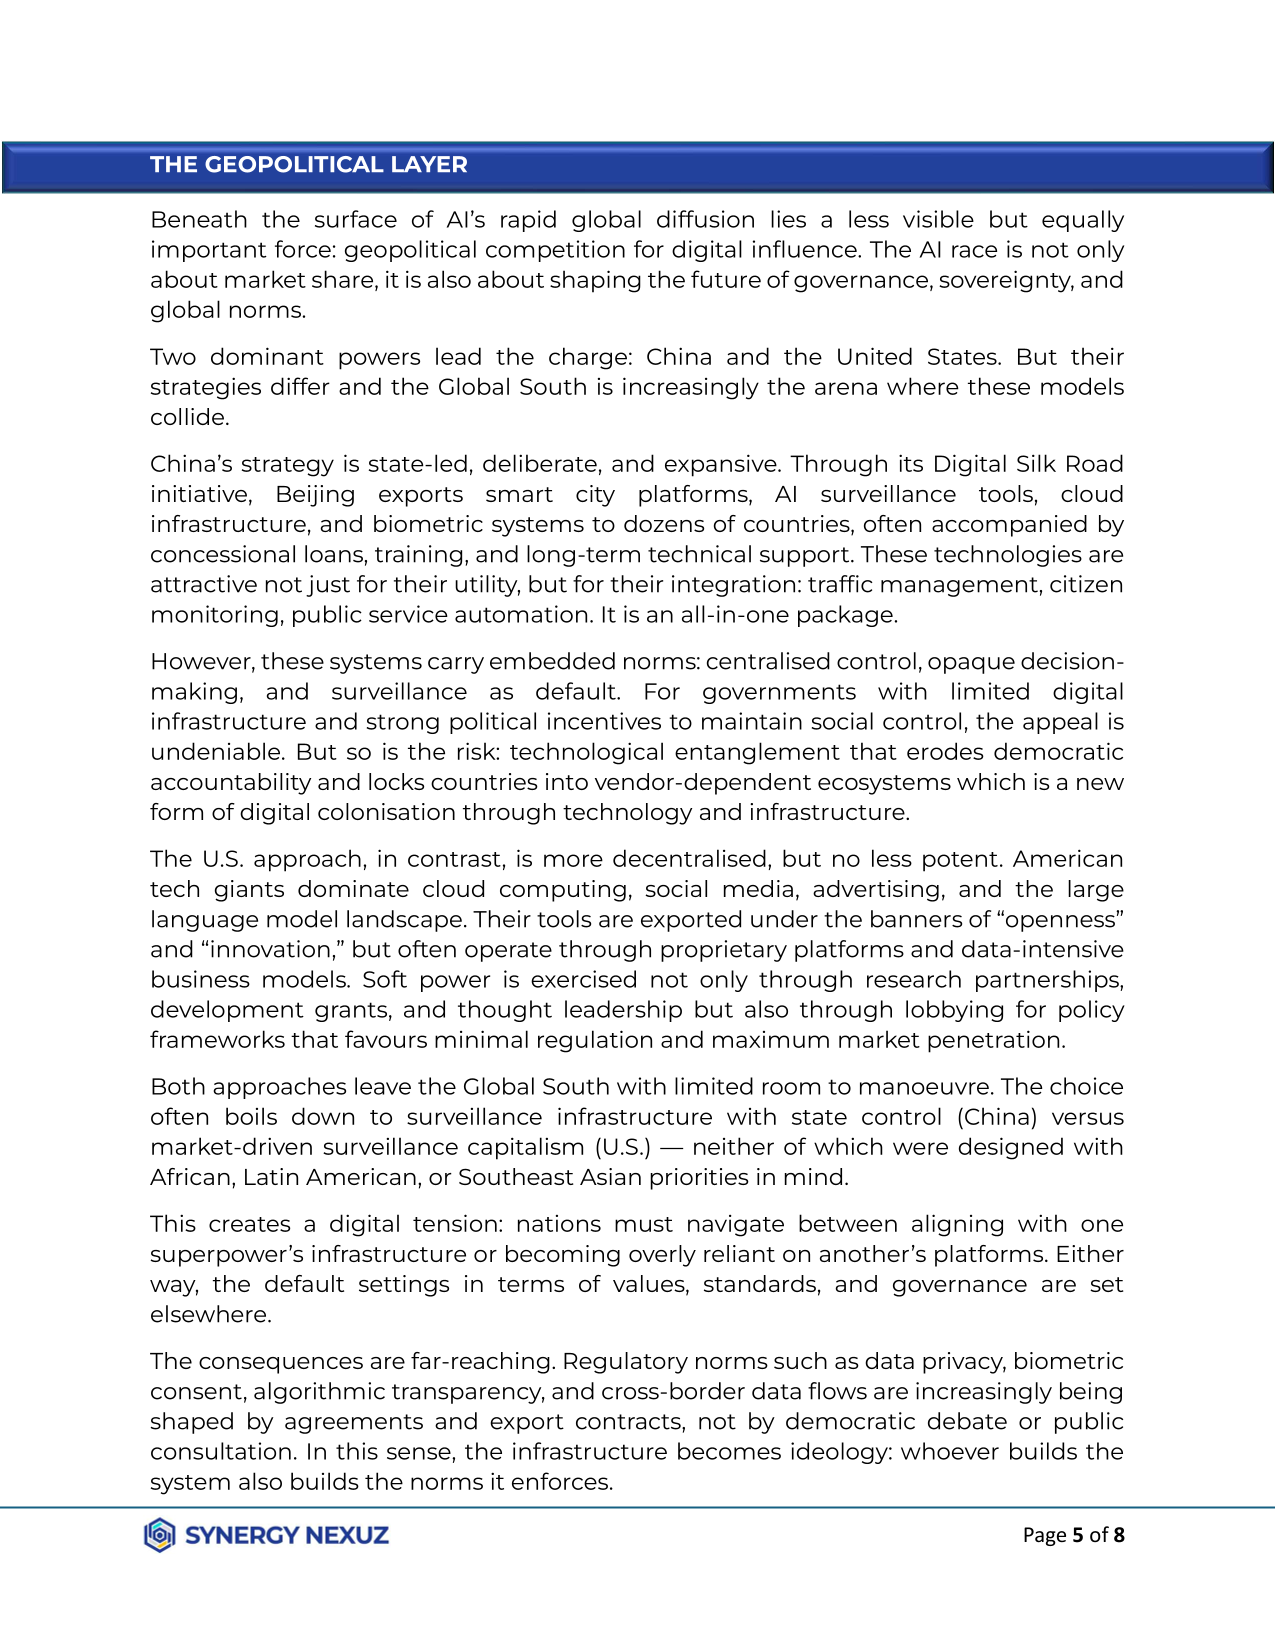 THE GEOPOLITICAL LAYER
Beneath the surface of AI’s rapid global diffusion lies a less visible but equally
important force: geopolitical competition for digital influence. The AI race is not only
about market share, it is also about shaping the future of governance, sovereignty, and
global norms.
Two dominant powers lead the charge: China and the United States. But their
strategies differ and the Global South is increasingly the arena where these models
collide.
China’s strategy is state-led, deliberate, and expansive. Through its Digital Silk Road
initiative, Beijing exports smart city platforms, AI surveillance tools, cloud
infrastructure, and biometric systems to dozens of countries, often accompanied by
concessional loans, training, and long-term technical support. These technologies are
attractive not just for their utility, but for their integration: traffic management, citizen
monitoring, public service automation. It is an all-in-one package.
However, these systems carry embedded norms: centralised control, opaque decision-
making, and surveillance as default. For governments with limited digital
infrastructure and strong political incentives to maintain social control, the appeal is
undeniable. But so is the risk: technological entanglement that erodes democratic
accountability and locks countries into vendor-dependent ecosystems which is a new
form of digital colonisation through technology and infrastructure.
The U.S. approach, in contrast, is more decentralised, but no less potent. American
tech giants dominate cloud computing, social media, advertising, and the large
language model landscape. Their tools are exported under the banners of “openness”
and “innovation,” but often operate through proprietary platforms and data-intensive
business models. Soft power is exercised not only through research partnerships,
development grants, and thought leadership but also through lobbying for policy
frameworks that favours minimal regulation and maximum market penetration.
Both approaches leave the Global South with limited room to manoeuvre. The choice
often boils down to surveillance infrastructure with state control (China) versus
market-driven surveillance capitalism (U.S.) — neither of which were designed with
African, Latin American, or Southeast Asian priorities in mind.
This creates a digital tension: nations must navigate between aligning with one
superpower’s infrastructure or becoming overly reliant on another’s platforms. Either
way, the default settings in terms of values, standards, and governance are set
elsewhere.
The consequences are far-reaching. Regulatory norms such as data privacy, biometric
consent, algorithmic transparency, and cross-border data flows are increasingly being
shaped by agreements and export contracts, not by democratic debate or public
consultation. In this sense, the infrastructure becomes ideology: whoever builds the
system also builds the norms it enforces.
SYNERGY NEXUZ
Page 5 of 8